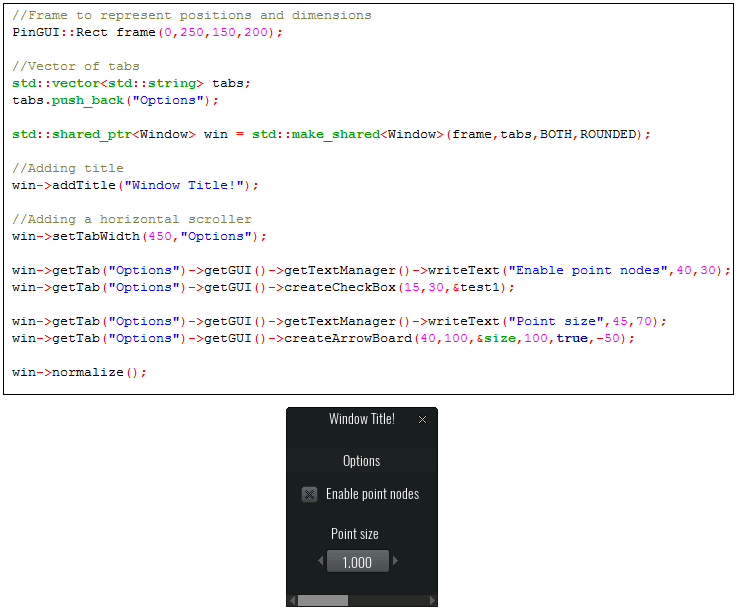 //Frame to represent positions and dimensions
PinGUI::Rect frame(0,250,150,200);
//Vector of tabs
std::vector<std::string> tabs;
tabs.push_back("Options");
std::shared_ptr<Window> win = std::make_shared<Window>(frame,tabs,BOTH,ROUNDED);
//Adding title
win->addTitle("Window Title!");
//Adding a horizontal scroller
win->setTabWidth(450,"Options");
win->getTab("Options")->getGUI()->getTextManager()->writeText("Enable point nodes",40,30);
win->getTab("Options")->getGUI()->createCheckBox(15,30,&test1);
win->getTab("Options")->getGUI()->getTextManager()->writeText("Point size",45,70);
win->getTab("Options")->getGUI()->createArrowBoard(40,100,&size,100,true,-50);
win->normalize();
Window Title!
Options
Enable point nodes
Point size
1.000